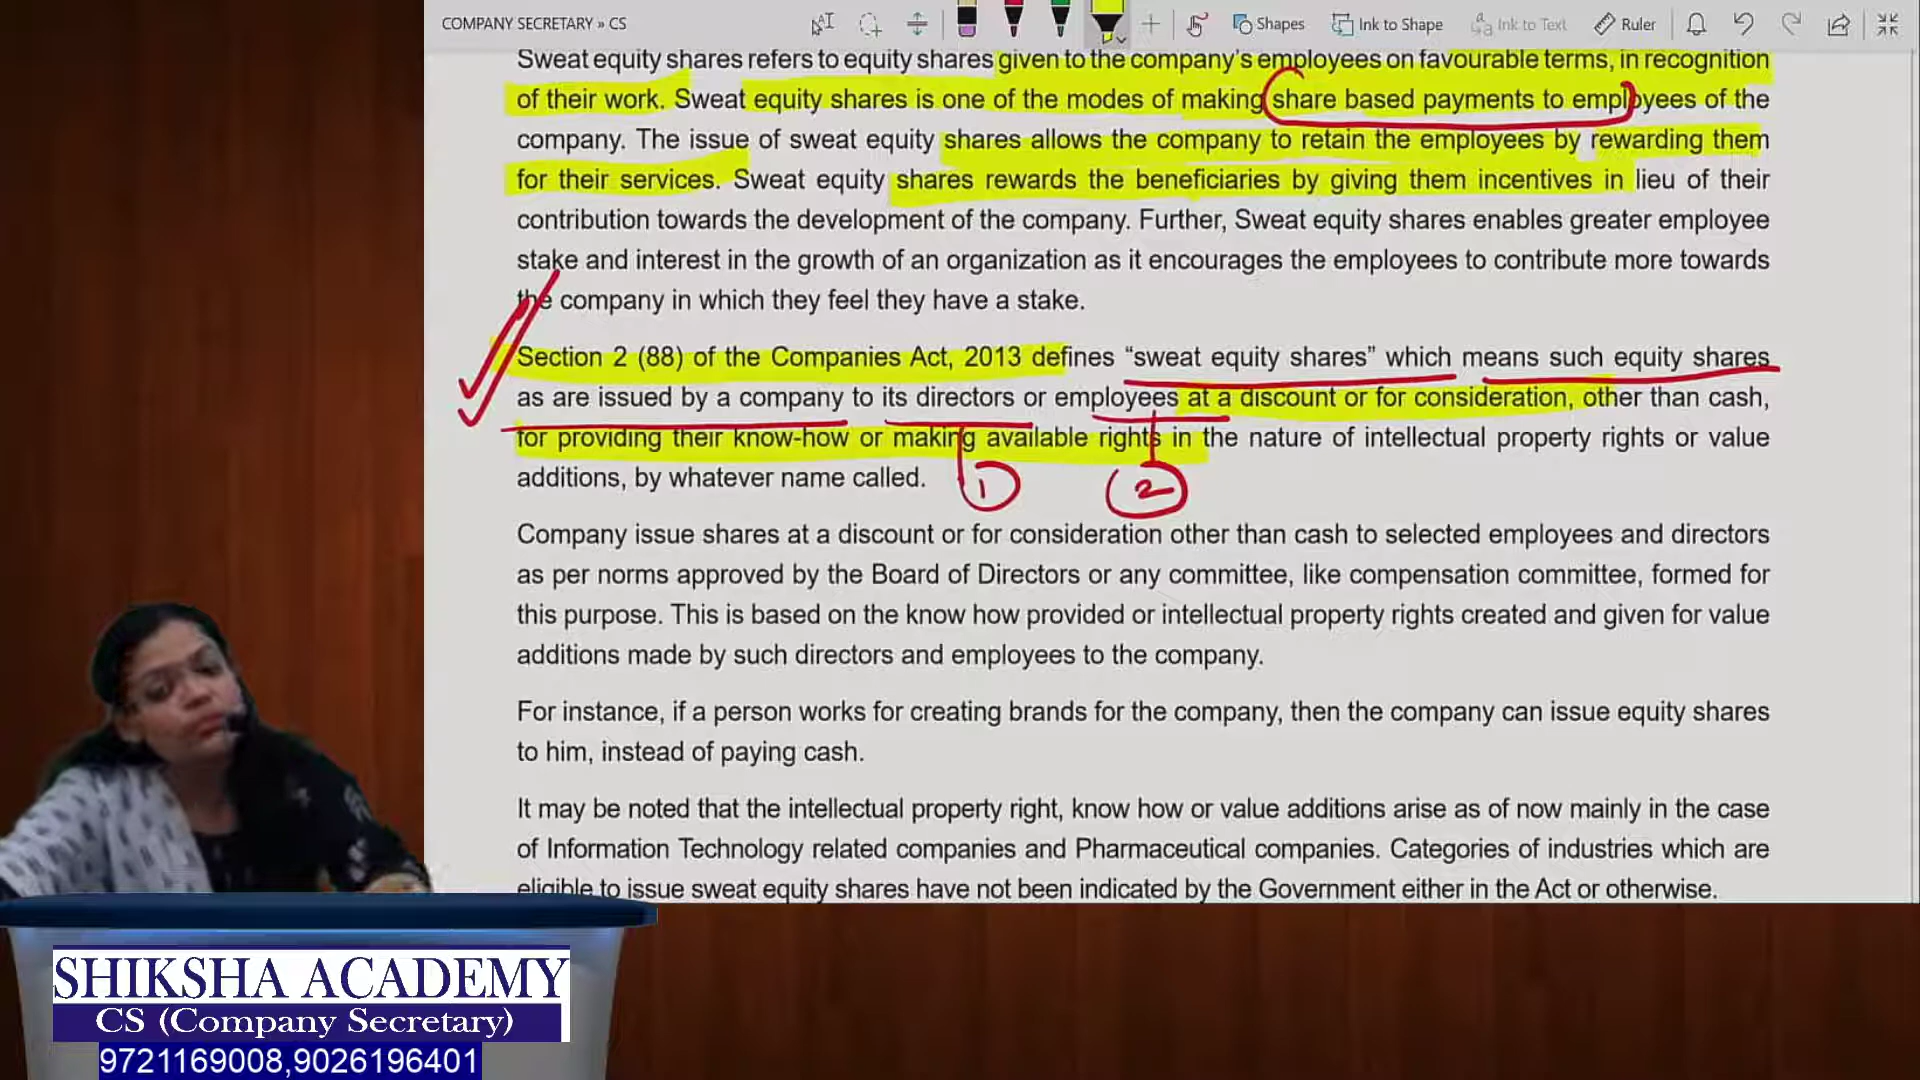 COMPANY SECRETARY » CS
Shapes
Ink to Shape
Ink to Text
Ruler
Sweat equity shares refers to equity shares given to the company's employees on favourable terms, in recognition
of their work. Sweat equity shares is one of the modes of making share based payments to employees of the
company. The issue of sweat equity shares allows the company to retain the employees by rewarding them
for their services. Sweat equity shares rewards the beneficiaries by giving them incentives in lieu of their
contribution towards the development of the company. Further, Sweat equity shares enables greater employee
stake and interest in the growth of an organization as it encourages the employees to contribute more towards
the company in which they feel they have a stake.
Section 2 (88) of the Companies Act, 2013 defines “sweat equity shares” which means such equity shares
as are issued by a company to its directors or employees at a discount or for consideration, other than cash,
for providing their know-how or making available rights in the nature of intellectual property rights or value
additions, by whatever name called.
1
2
Company issue shares at a discount or for consideration other than cash to selected employees and directors
as per norms approved by the Board of Directors or any committee, like compensation committee, formed for
this purpose. This is based on the know how provided or intellectual property rights created and given for value
additions made by such directors and employees to the company.
For instance, if a person works for creating brands for the company, then the company can issue equity shares
to him, instead of paying cash.
It may be noted that the intellectual property right, know how or value additions arise as of now mainly in the case
of Information Technology related companies and Pharmaceutical companies. Categories of industries which are
eligible to issue sweat equity shares have not been indicated by the Government either in the Act or otherwise.
SHIKSHA ACADEMY
CS (Company Secretary)
9721169008,9026196401